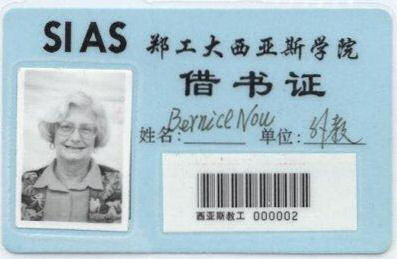 SIAS 郑工大西亚斯学院
借书证
姓名: Bernice Nou 单位: 外教
西亚斯教工 000002